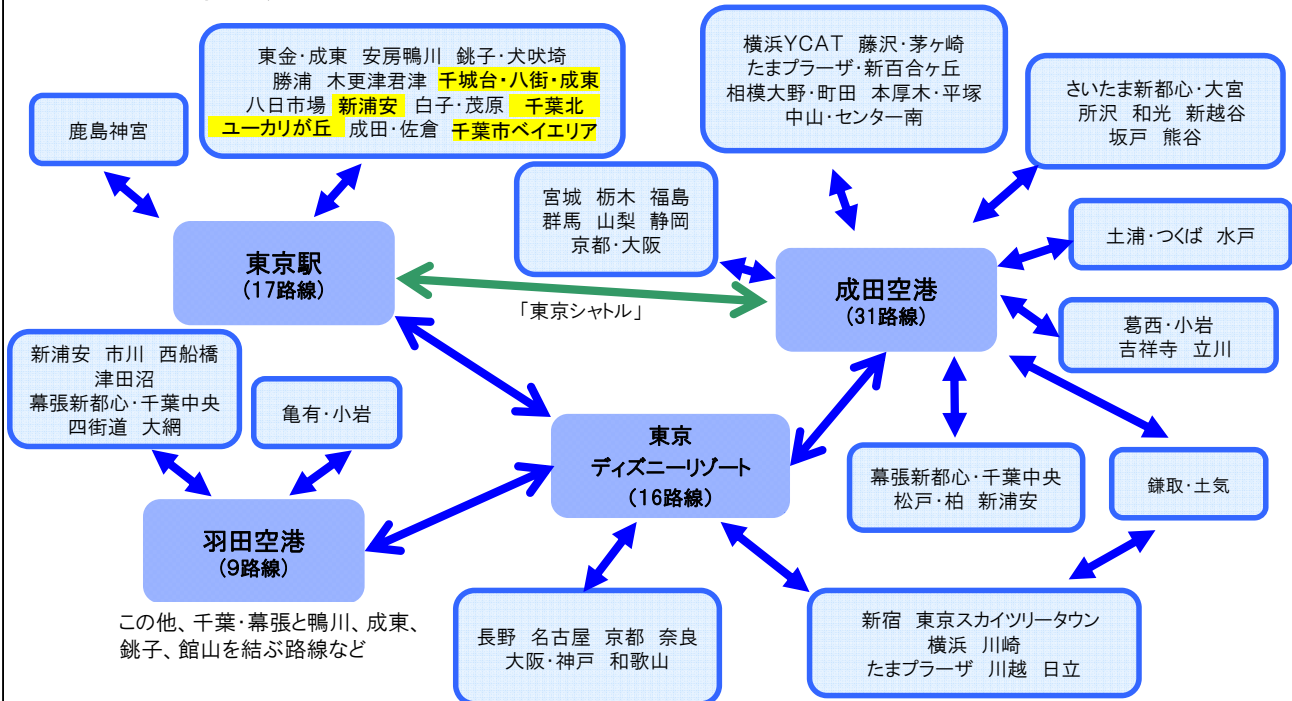 東金・成東 安房鴨川 銚子・犬吠埼
勝浦 木更津君津 千城台・八街・成東
八日市場 新浦安 白子・茂原 千葉北
ユーカリが丘 成田・佐倉 千葉市ベイエリア
鹿島神宮
横浜YCAT 藤沢・茅ヶ崎
たまプラーザ・新百合ヶ丘
相模大野・町田 本厚木・平塚
中山・センター南
さいたま新都心・大宮
所沢 和光 新越谷
坂戸 熊谷
宮城 栃木 福島
群馬 山梨 静岡
京都・大阪
土浦・つくば 水戸
東京駅
(17路線)
「東京シャトル」
成田空港
(31路線)
葛西・小岩
吉祥寺 立川
新浦安 市川 西船橋
津田沼
幕張新都心・千葉中央
四街道 大網
亀有・小岩
東京
ディズニーリゾート
(16路線)
幕張新都心・千葉中央
松戸・柏 新浦安
鎌取・土気
羽田空港
(9路線)
この他、千葉・幕張と鴨川、成東、
銚子、館山を結ぶ路線など
長野 名古屋 京都 奈良
大阪・神戸 和歌山
新宿 東京スカイツリータウン
横浜 川崎
たまプラーザ 川越 日立